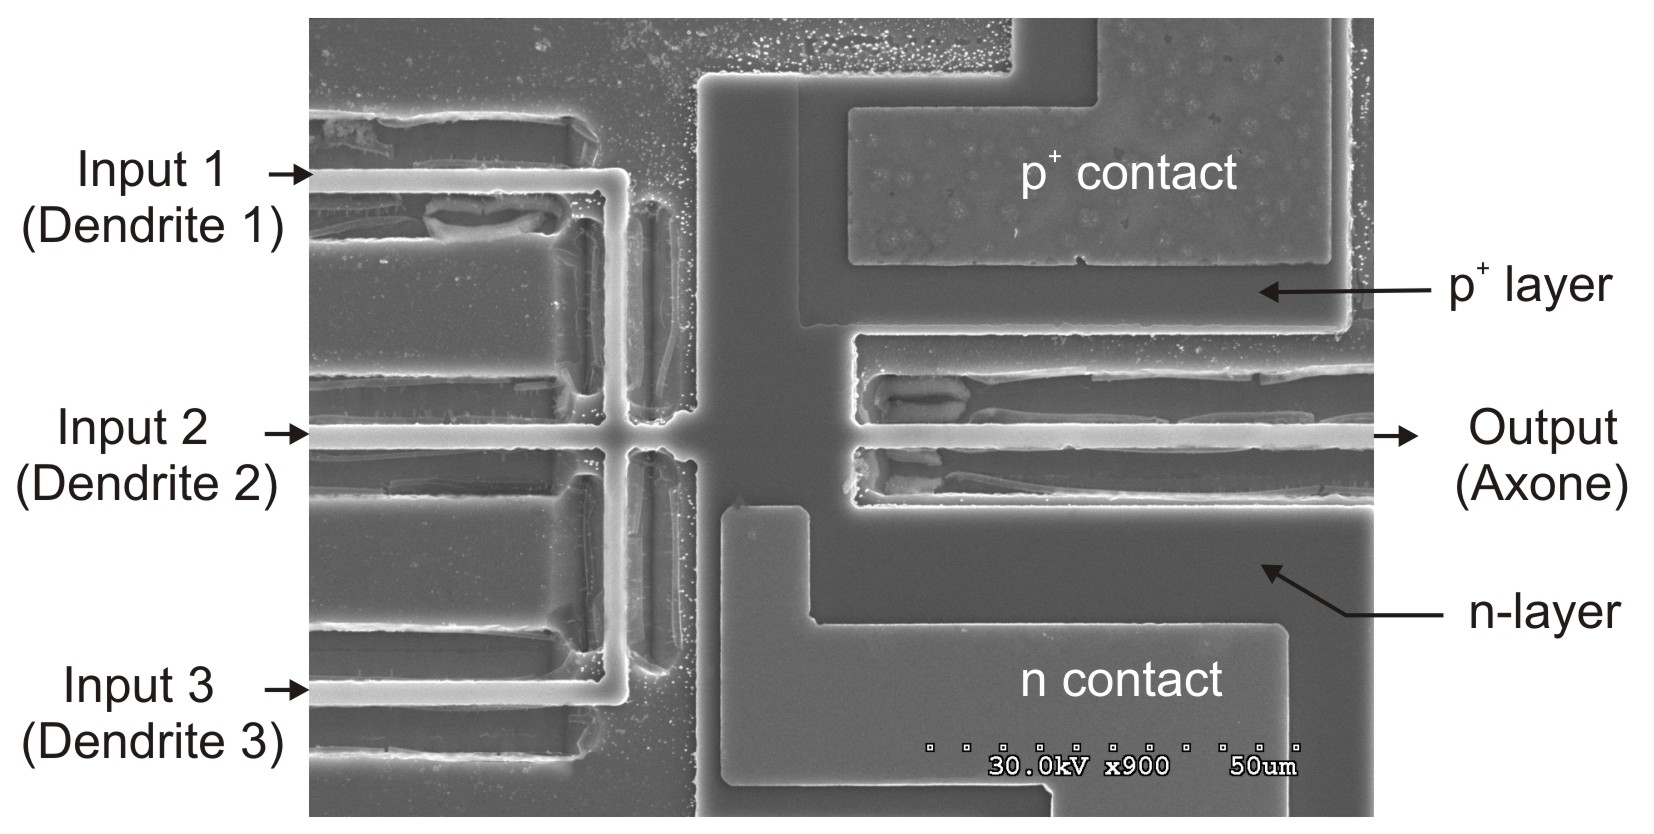 Input 1
(Dendrite 1)
p⁺ contact
p⁺ layer
Input 2
(Dendrite 2)
Output
(Axone)
n-layer
Input 3
(Dendrite 3)
n contact
30.0kV x900 50um